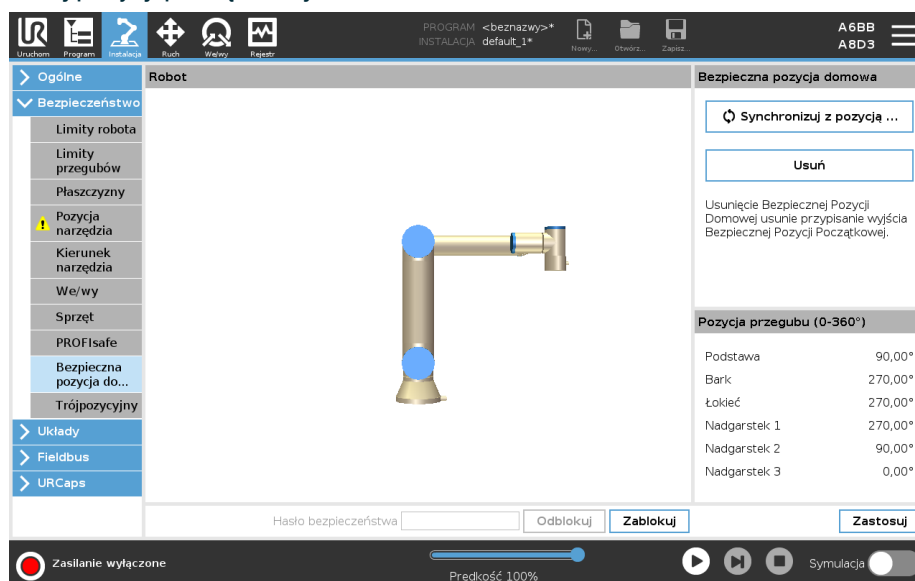 PROGRAM <beznazwy>*
INSTALACJA default_1*
Uruchom Program Instalacja Ruch We/wy Rejestr
Nowy... Otwórz... Zapisz...
A6BB
A8D3
Ogólne
Bezpieczeństwo
Limity robota
Limity
przegubów
Płaszczyzny
Pozycja
narzędzia
Kierunek
narzędzia
We/wy
Sprzęt
PROFIsafe
Bezpieczna
pozycja do...
Trójpozycyjny
Układy
Fieldbus
URCaps
Robot
Bezpieczna pozycja domowa
Synchronizuj z pozycją ...
Usuń
Usunięcie Bezpiecznej Pozycji
Domowej usunie przypisanie wyjścia
Bezpiecznej Pozycji Początkowej.
Pozycja przegubu (0-360°)
Podstawa 90,00°
Bark 270,00°
Łokieć 270,00°
Nadgarstek 1 270,00°
Nadgarstek 2 90,00°
Nadgarstek 3 0,00°
Hasło bezpieczeństwa Odblokuj Zablokuj Zastosuj
Zasilanie wyłączone
Predkość 100%
Symulacja